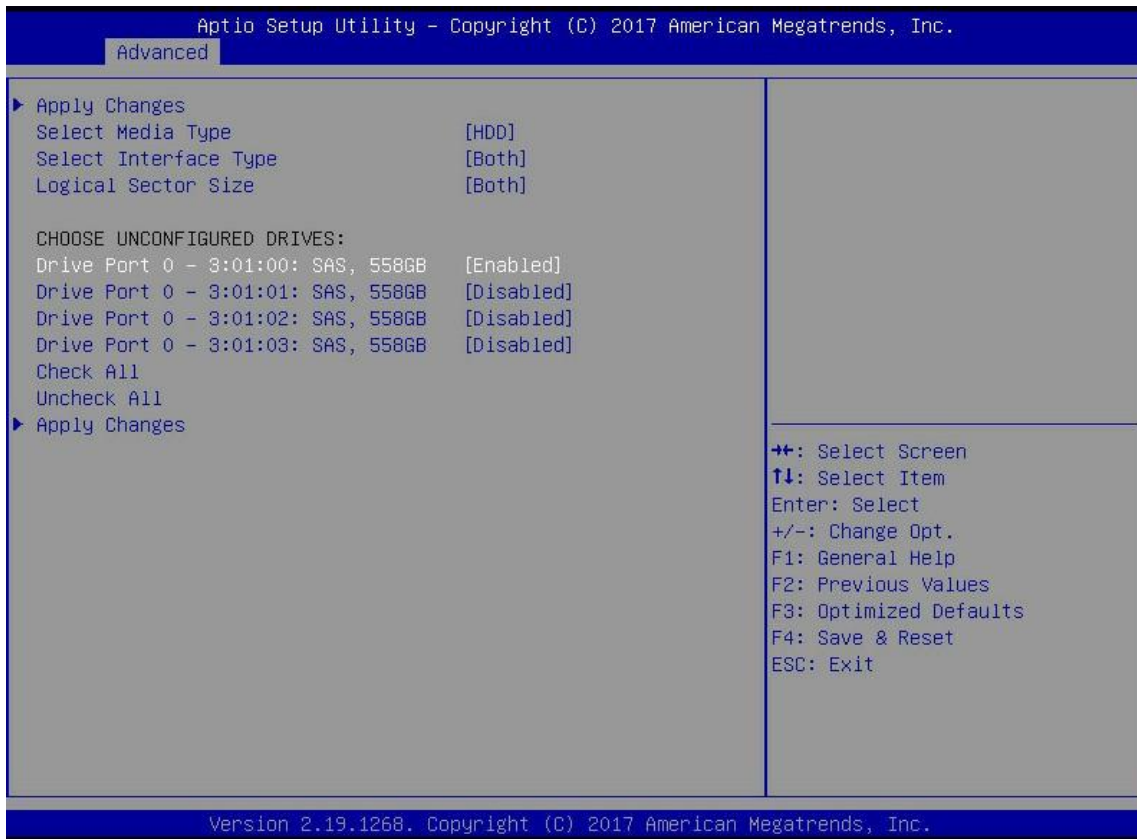 Aptio Setup Utility – Copyright (C) 2017 American Megatrends, Inc.
Advanced
▶ Apply Changes
Select Media Type [HDD]
Select Interface Type [Both]
Logical Sector Size [Both]
CHOOSE UNCONFIGURED DRIVES:
Drive Port 0 – 3:01:00: SAS, 558GB [Enabled]
Drive Port 0 – 3:01:01: SAS, 558GB [Disabled]
Drive Port 0 – 3:01:02: SAS, 558GB [Disabled]
Drive Port 0 – 3:01:03: SAS, 558GB [Disabled]
Check All
Uncheck All
▶ Apply Changes
→←: Select Screen
↑↓: Select Item
Enter: Select
+/-: Change Opt.
F1: General Help
F2: Previous Values
F3: Optimized Defaults
F4: Save & Reset
ESC: Exit
Version 2.19.1268. Copyright (C) 2017 American Megatrends, Inc.